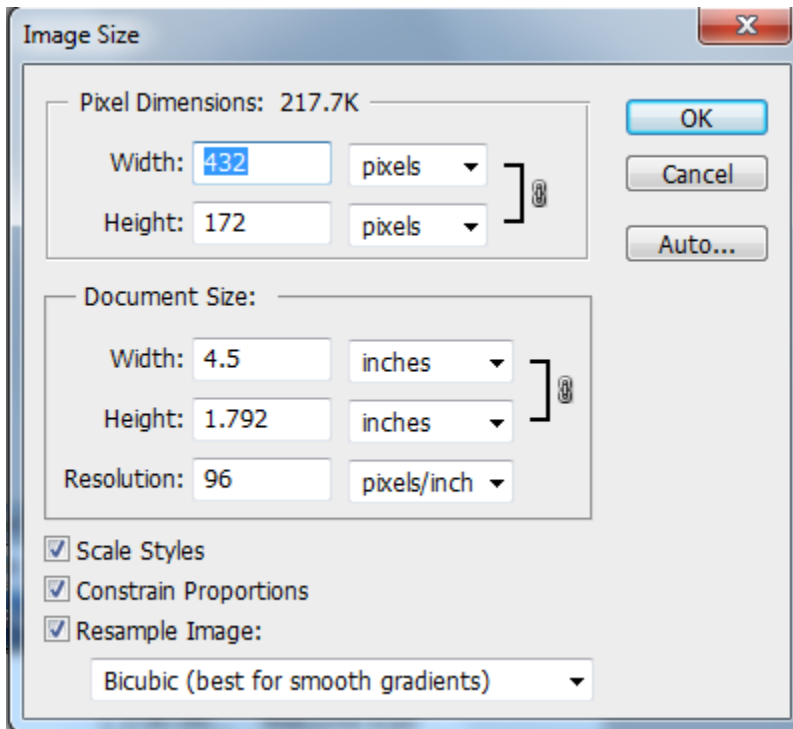 Image Size
Pixel Dimensions: 217.7K
OK
Width: 432 pixels
Cancel
Height: 172 pixels
Auto...
Document Size:
Width: 4.5 inches
Height: 1.792 inches
Resolution: 96 pixels/inch
Scale Styles
Constrain Proportions
Resample Image:
Bicubic (best for smooth gradients)